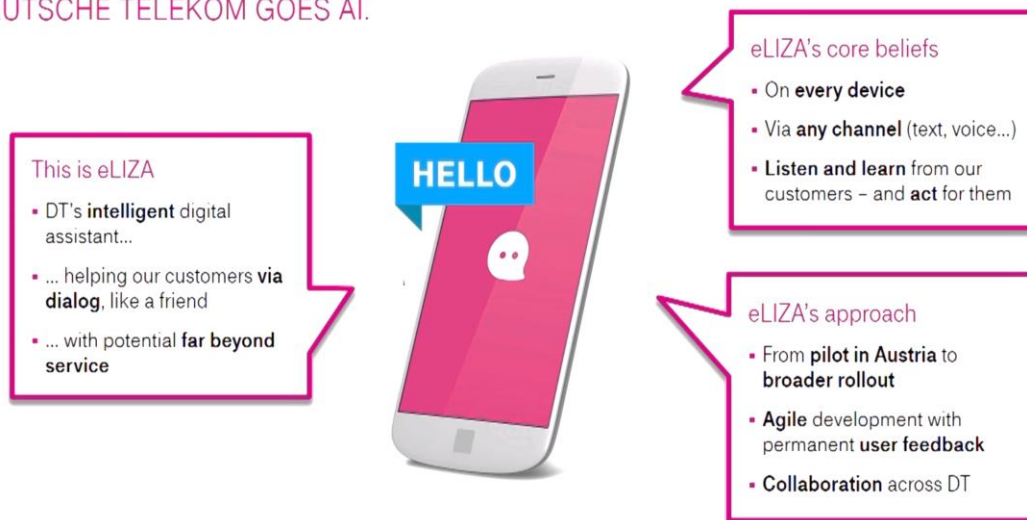 EUTSCHE TELEKOM GOES AI.
This is eLIZA
▪ DT's intelligent digital
assistant...
▪ ... helping our customers via
dialog, like a friend
▪ ... with potential far beyond
service
HELLO
eLIZA's core beliefs
▪ On every device
▪ Via any channel (text, voice...)
▪ Listen and learn from our
customers – and act for them
eLIZA's approach
▪ From pilot in Austria to
broader rollout
▪ Agile development with
permanent user feedback
▪ Collaboration across DT